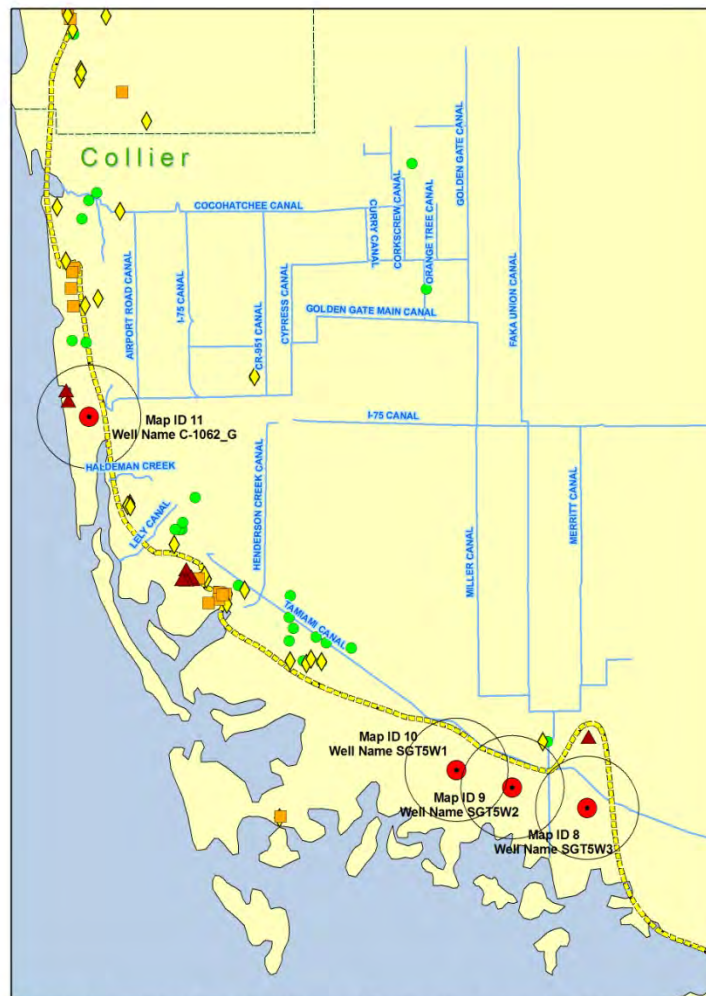 Collier
COCOHATCHEE CANAL
GOLDEN GATE CANAL
CURRY CANAL
CORKSCREW CANAL
ORANGE TREE CANAL
FAKA UNION CANAL
AIRPORT ROAD CANAL
I-75 CANAL
CR-951 CANAL
CYPRESS CANAL
GOLDEN GATE MAIN CANAL
Map ID 11
Well Name C-1062_G
I-75 CANAL
HALDEMAN CREEK
LELY CANAL
HENDERSON CREEK CANAL
MILLER CANAL
MERRITT CANAL
TAMIAMI CANAL
Map ID 10
Well Name SGT5W1
Map ID 9
Well Name SGT5W2
Map ID 8
Well Name SGT5W3